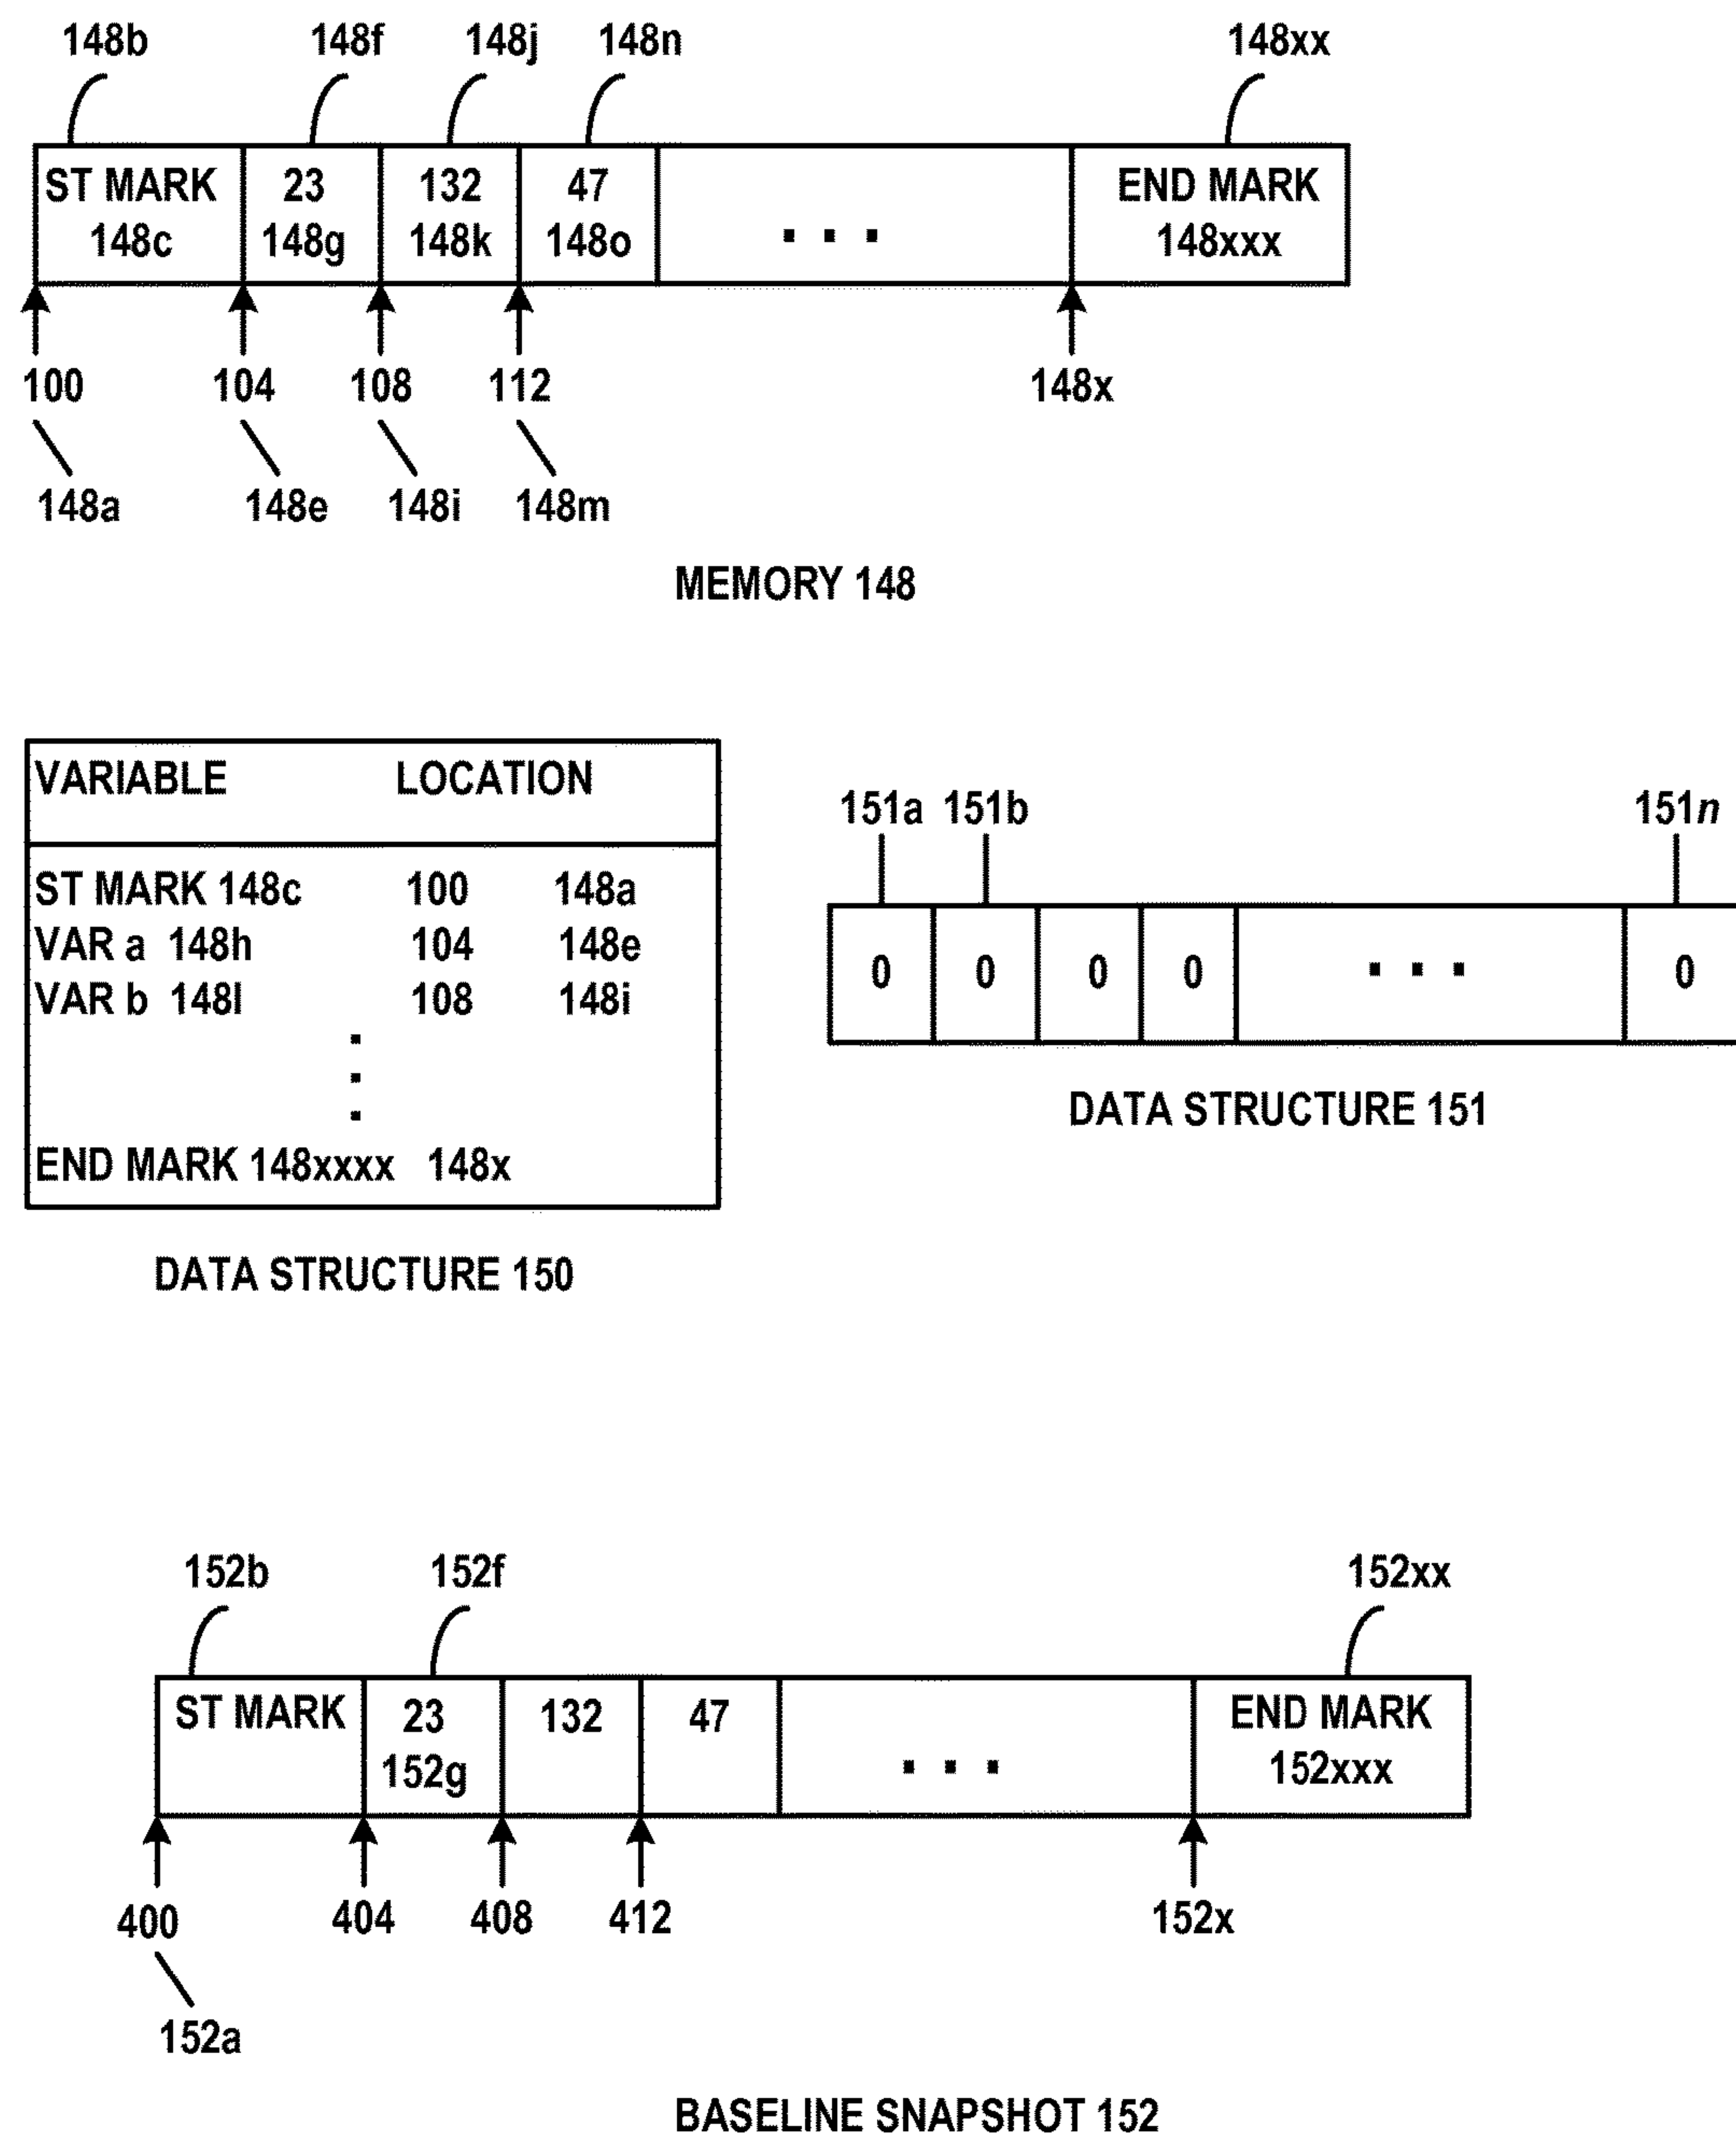 148b 148f 148j 148n 148xx
ST MARK 23 132 47 END MARK
148c 148g 148k 148o . . . 148xxx
100 104 108 112 148x
148a 148e 148i 148m
MEMORY 148
VARIABLE LOCATION
ST MARK 148c 100 148a
VAR a 148h 104 148e
VAR b 148l 108 148i
.
.
.
END MARK 148xxxx 148x
DATA STRUCTURE 150
151a 151b 151n
0 0 0 0 . . . 0
DATA STRUCTURE 151
152b 152f 152xx
ST MARK 23 132 47 END MARK
152g . . . 152xxx
400 404 408 412 152x
152a
BASELINE SNAPSHOT 152